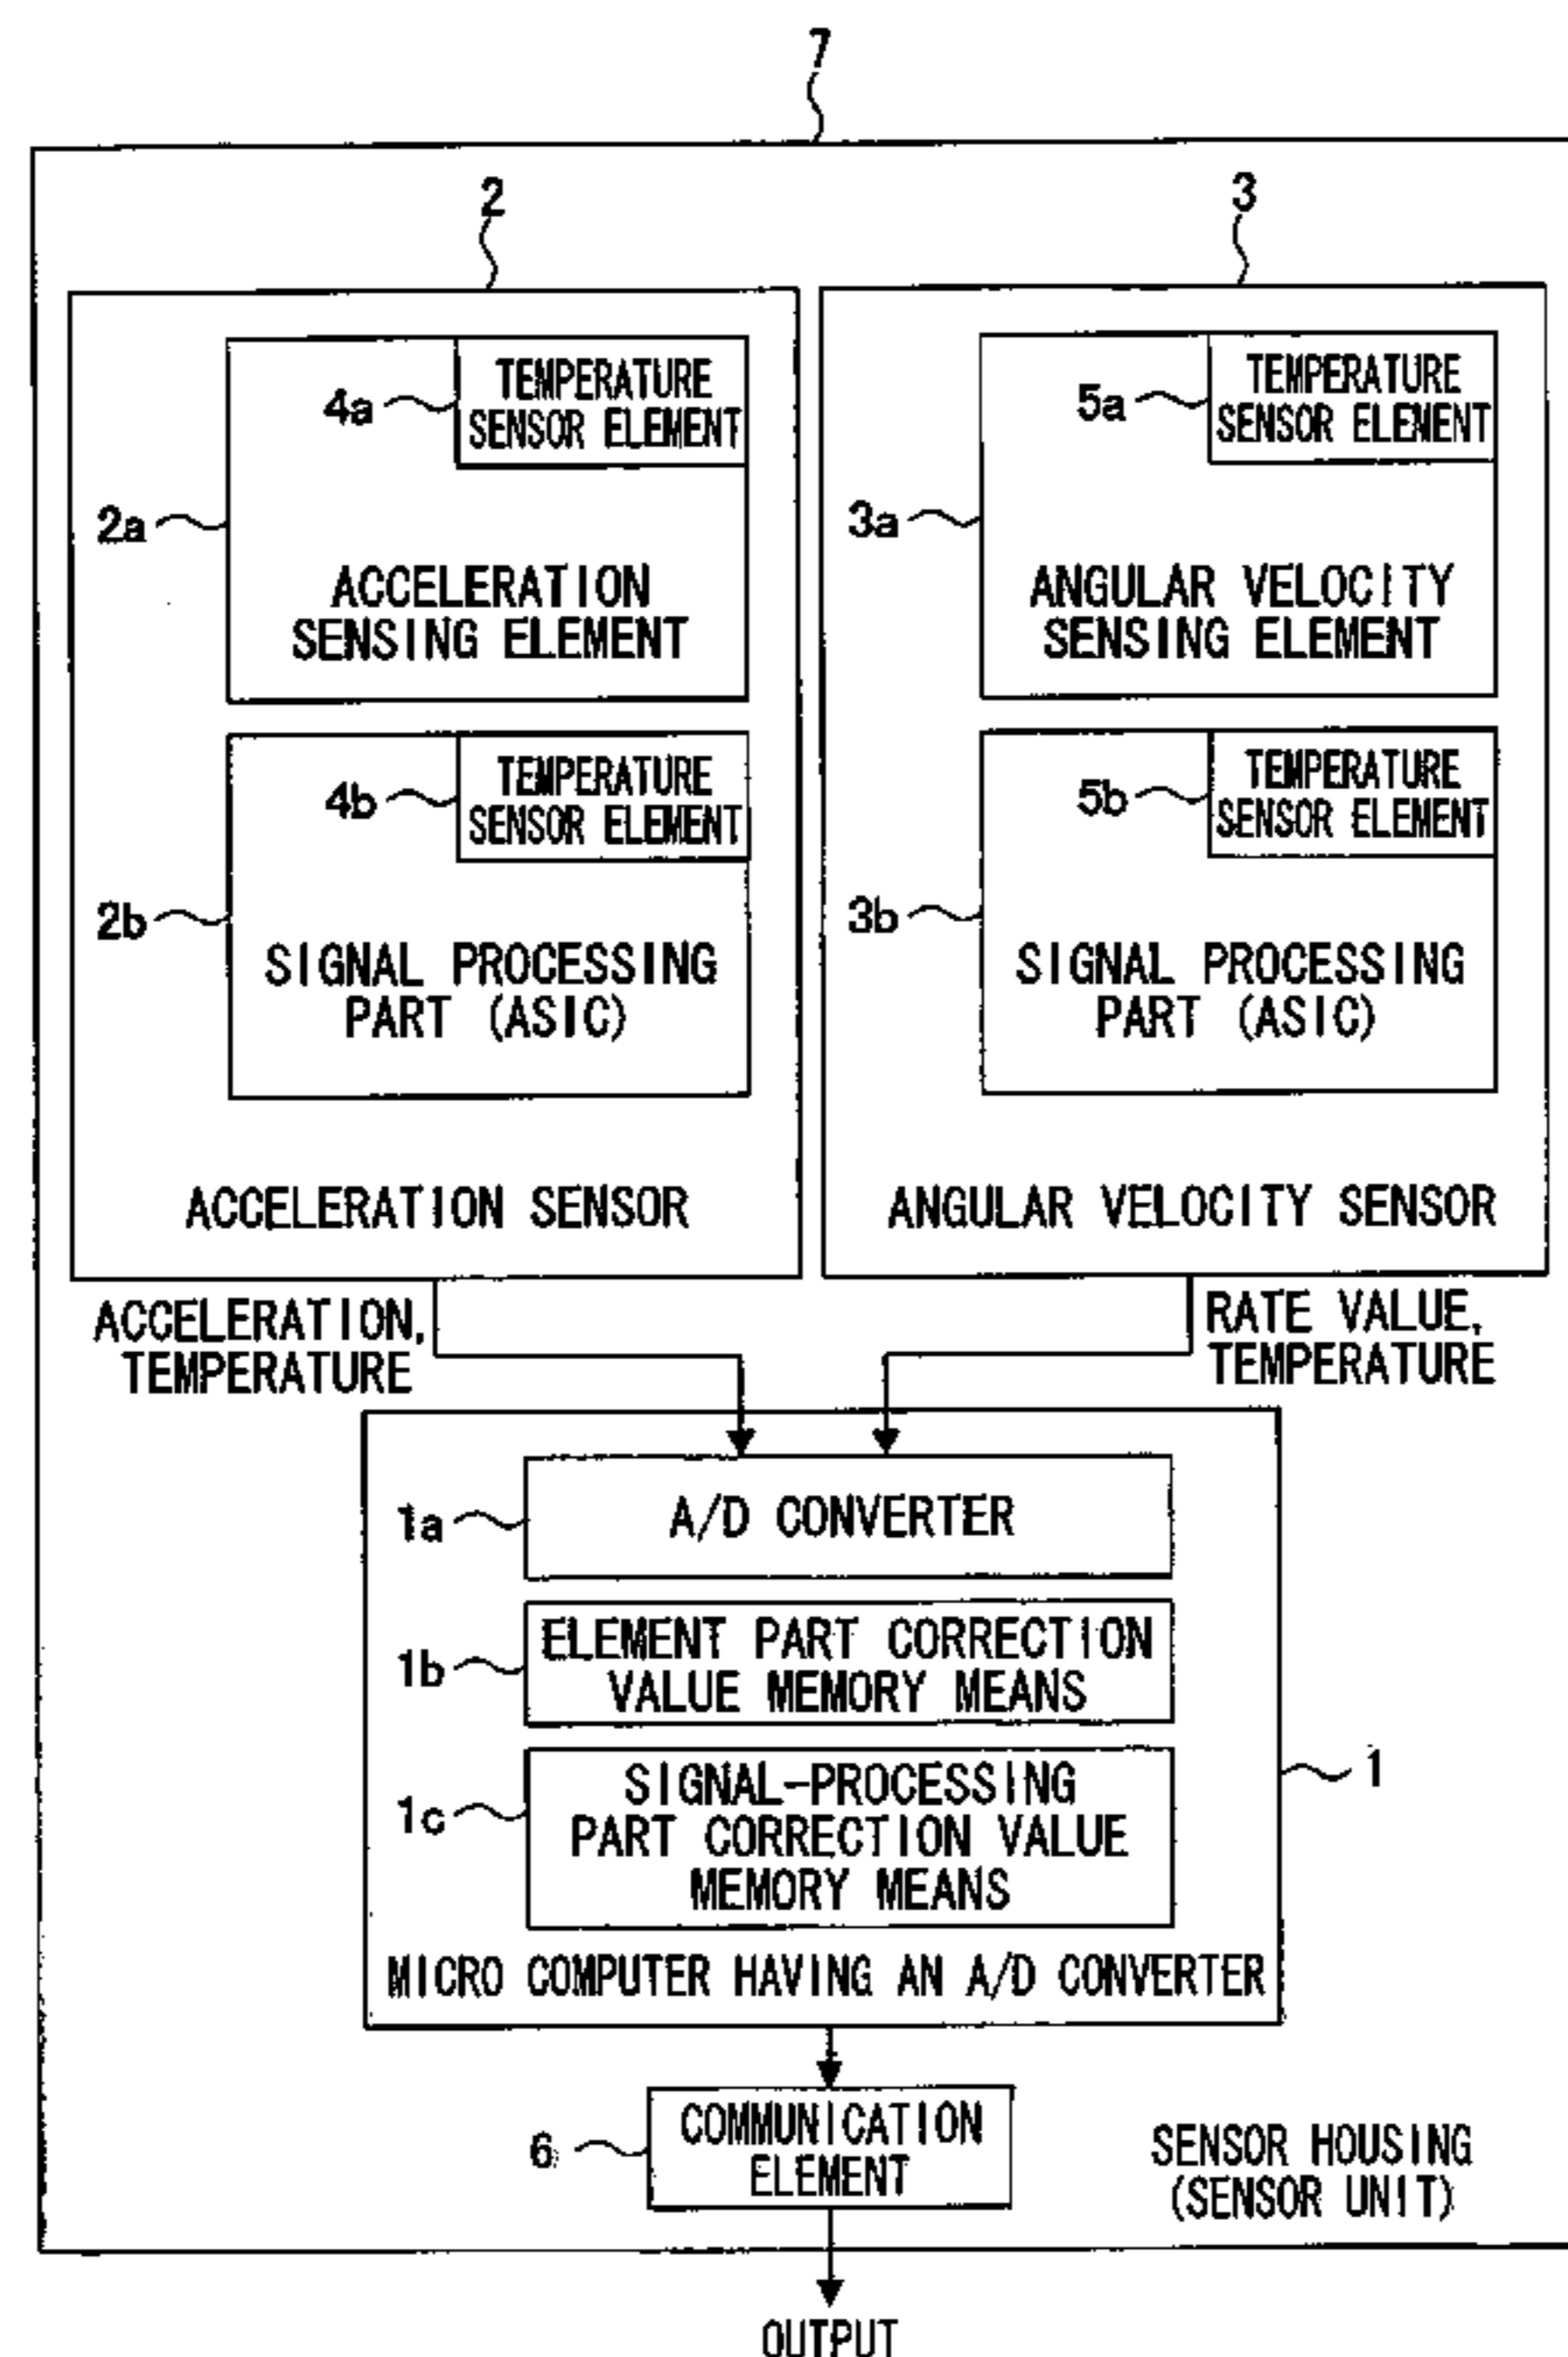 7
2
3
4a
TEMPERATURE
SENSOR ELEMENT
2a
ACCELERATION
SENSING ELEMENT
4b
TEMPERATURE
SENSOR ELEMENT
2b
SIGNAL PROCESSING
PART (ASIC)
ACCELERATION SENSOR
5a
TEMPERATURE
SENSOR ELEMENT
3a
ANGULAR VELOCITY
SENSING ELEMENT
5b
TEMPERATURE
SENSOR ELEMENT
3b
SIGNAL PROCESSING
PART (ASIC)
ANGULAR VELOCITY SENSOR
ACCELERATION,
TEMPERATURE
RATE VALUE,
TEMPERATURE
1a
A/D CONVERTER
1b
ELEMENT PART CORRECTION
VALUE MEMORY MEANS
1c
SIGNAL-PROCESSING
PART CORRECTION VALUE
MEMORY MEANS
1
MICRO COMPUTER HAVING AN A/D CONVERTER
6
COMMUNICATION
ELEMENT
SENSOR HOUSING
(SENSOR UNIT)
OUTPUT